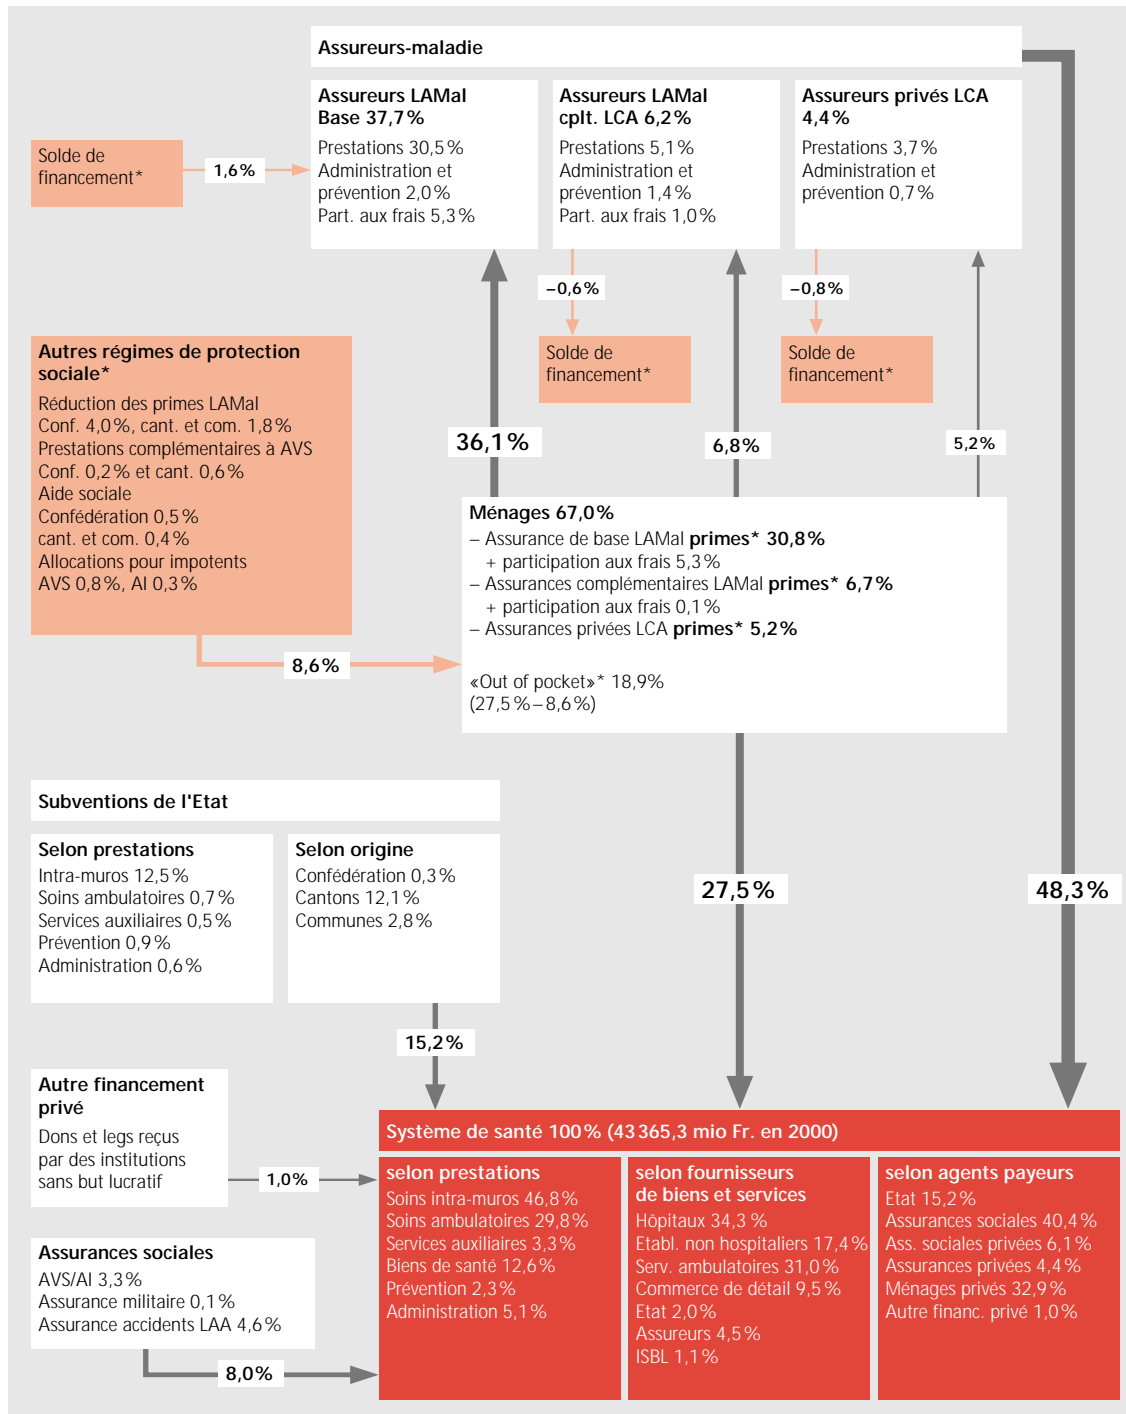 Assureurs-maladie
Assureurs LAMal
Base 37,7%
Prestations 30,5%
Administration et
prévention 2,0%
Part. aux frais 5,3%
Assureurs LAMal
cplt. LCA 6,2%
Prestations 5,1%
Administration et
prévention 1,4%
Part. aux frais 1,0%
Assureurs privés LCA
4,4%
Prestations 3,7%
Administration et
prévention 0,7%
Solde de
financement*
1,6%
–0,6%
–0,8%
Solde de
financement*
Solde de
financement*
Autres régimes de protection
sociale*
Réduction des primes LAMal
Conf. 4,0%, cant. et com. 1,8%
Prestations complémentaires à AVS
Conf. 0,2% et cant. 0,6%
Aide sociale
Confédération 0,5%
cant. et com. 0,4%
Allocations pour impotents
AVS 0,8%, AI 0,3%
36,1%
6,8%
5,2%
8,6%
Ménages 67,0%
– Assurance de base LAMal primes* 30,8%
+ participation aux frais 5,3%
– Assurances complémentaires LAMal primes* 6,7%
+ participation aux frais 0,1%
– Assurances privées LCA primes* 5,2%
«Out of pocket»* 18,9%
(27,5%–8,6%)
Subventions de l'Etat
Selon prestations
Intra-muros 12,5%
Soins ambulatoires 0,7%
Services auxiliaires 0,5%
Prévention 0,9%
Administration 0,6%
Selon origine
Confédération 0,3%
Cantons 12,1%
Communes 2,8%
27,5%
48,3%
15,2%
Autre financement
privé
Dons et legs reçus
par des institutions
sans but lucratif
1,0%
Assurances sociales
AVS/AI 3,3%
Assurance militaire 0,1%
Assurance accidents LAA 4,6%
8,0%
Système de santé 100% (43 365,3 mio Fr. en 2000)
selon prestations
Soins intra-muros 46,8%
Soins ambulatoires 29,8%
Services auxiliaires 3,3%
Biens de santé 12,6%
Prévention 2,3%
Administration 5,1%
selon fournisseurs
de biens et services
Hôpitaux 34,3%
Etabl. non hospitaliers 17,4%
Serv. ambulatoires 31,0%
Commerce de détail 9,5%
Etat 2,0%
Assureurs 4,5%
ISBL 1,1%
selon agents payeurs
Etat 15,2%
Assurances sociales 40,4%
Ass. sociales privées 6,1%
Assurances privées 4,4%
Ménages privés 32,9%
Autre financ. privé 1,0%